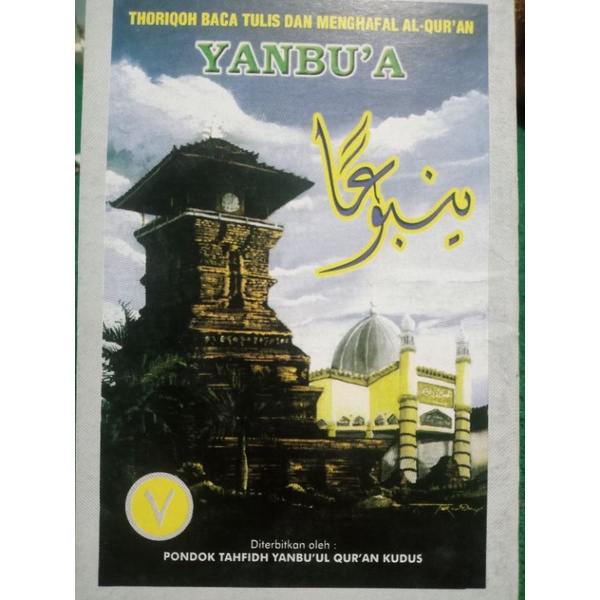 THORIQOH BACA TULIS DAN MENGHAFAL AL-QUR'AN
YANBU'A
ينبوعا
٧
Diterbitkan oleh :
PONDOK TAHFIDH YANBU'UL QUR'AN KUDUS